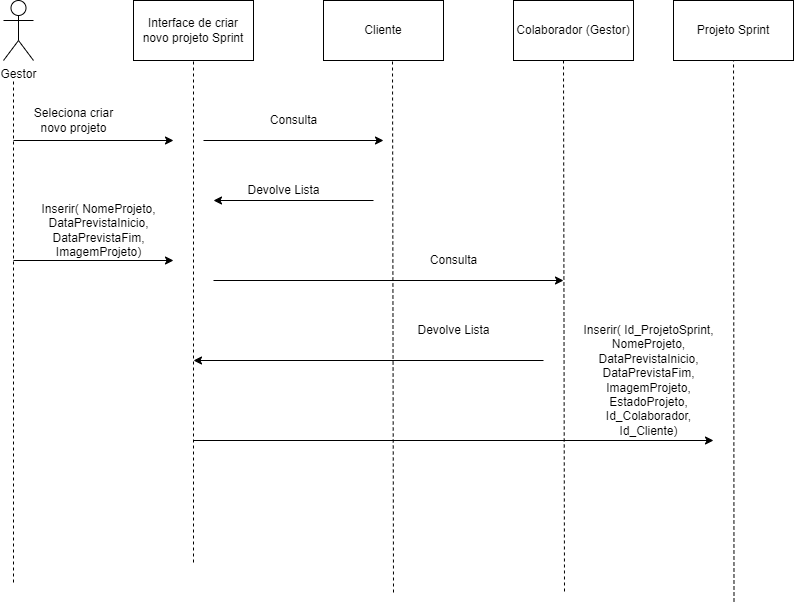 Gestor
Interface de criar
novo projeto Sprint
Cliente
Colaborador (Gestor)
Projeto Sprint
Seleciona criar
novo projeto
Consulta
Devolve Lista
Inserir( NomeProjeto,
DataPrevistaInicio,
DataPrevistaFim,
ImagemProjeto)
Consulta
Devolve Lista
Inserir( Id_ProjetoSprint,
NomeProjeto,
DataPrevistaInicio,
DataPrevistaFim,
ImagemProjeto,
EstadoProjeto,
Id_Colaborador,
Id_Cliente)